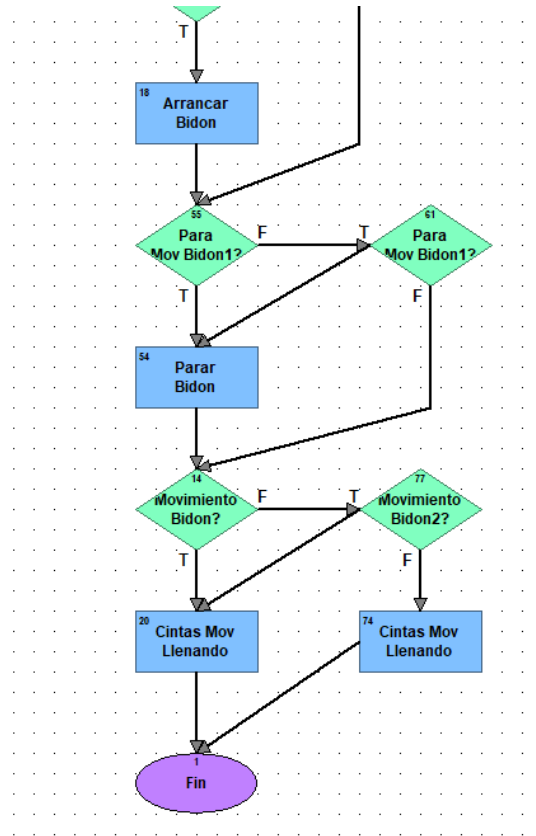 T
18
Arrancar
Bidon
55
Para
Mov Bidon1?
F
T
61
Para
Mov Bidon1?
T
F
54
Parar
Bidon
14
Movimiento
Bidon?
F
T
77
Movimiento
Bidon2?
T
F
20
Cintas Mov
Llenando
74
Cintas Mov
Llenando
1
Fin